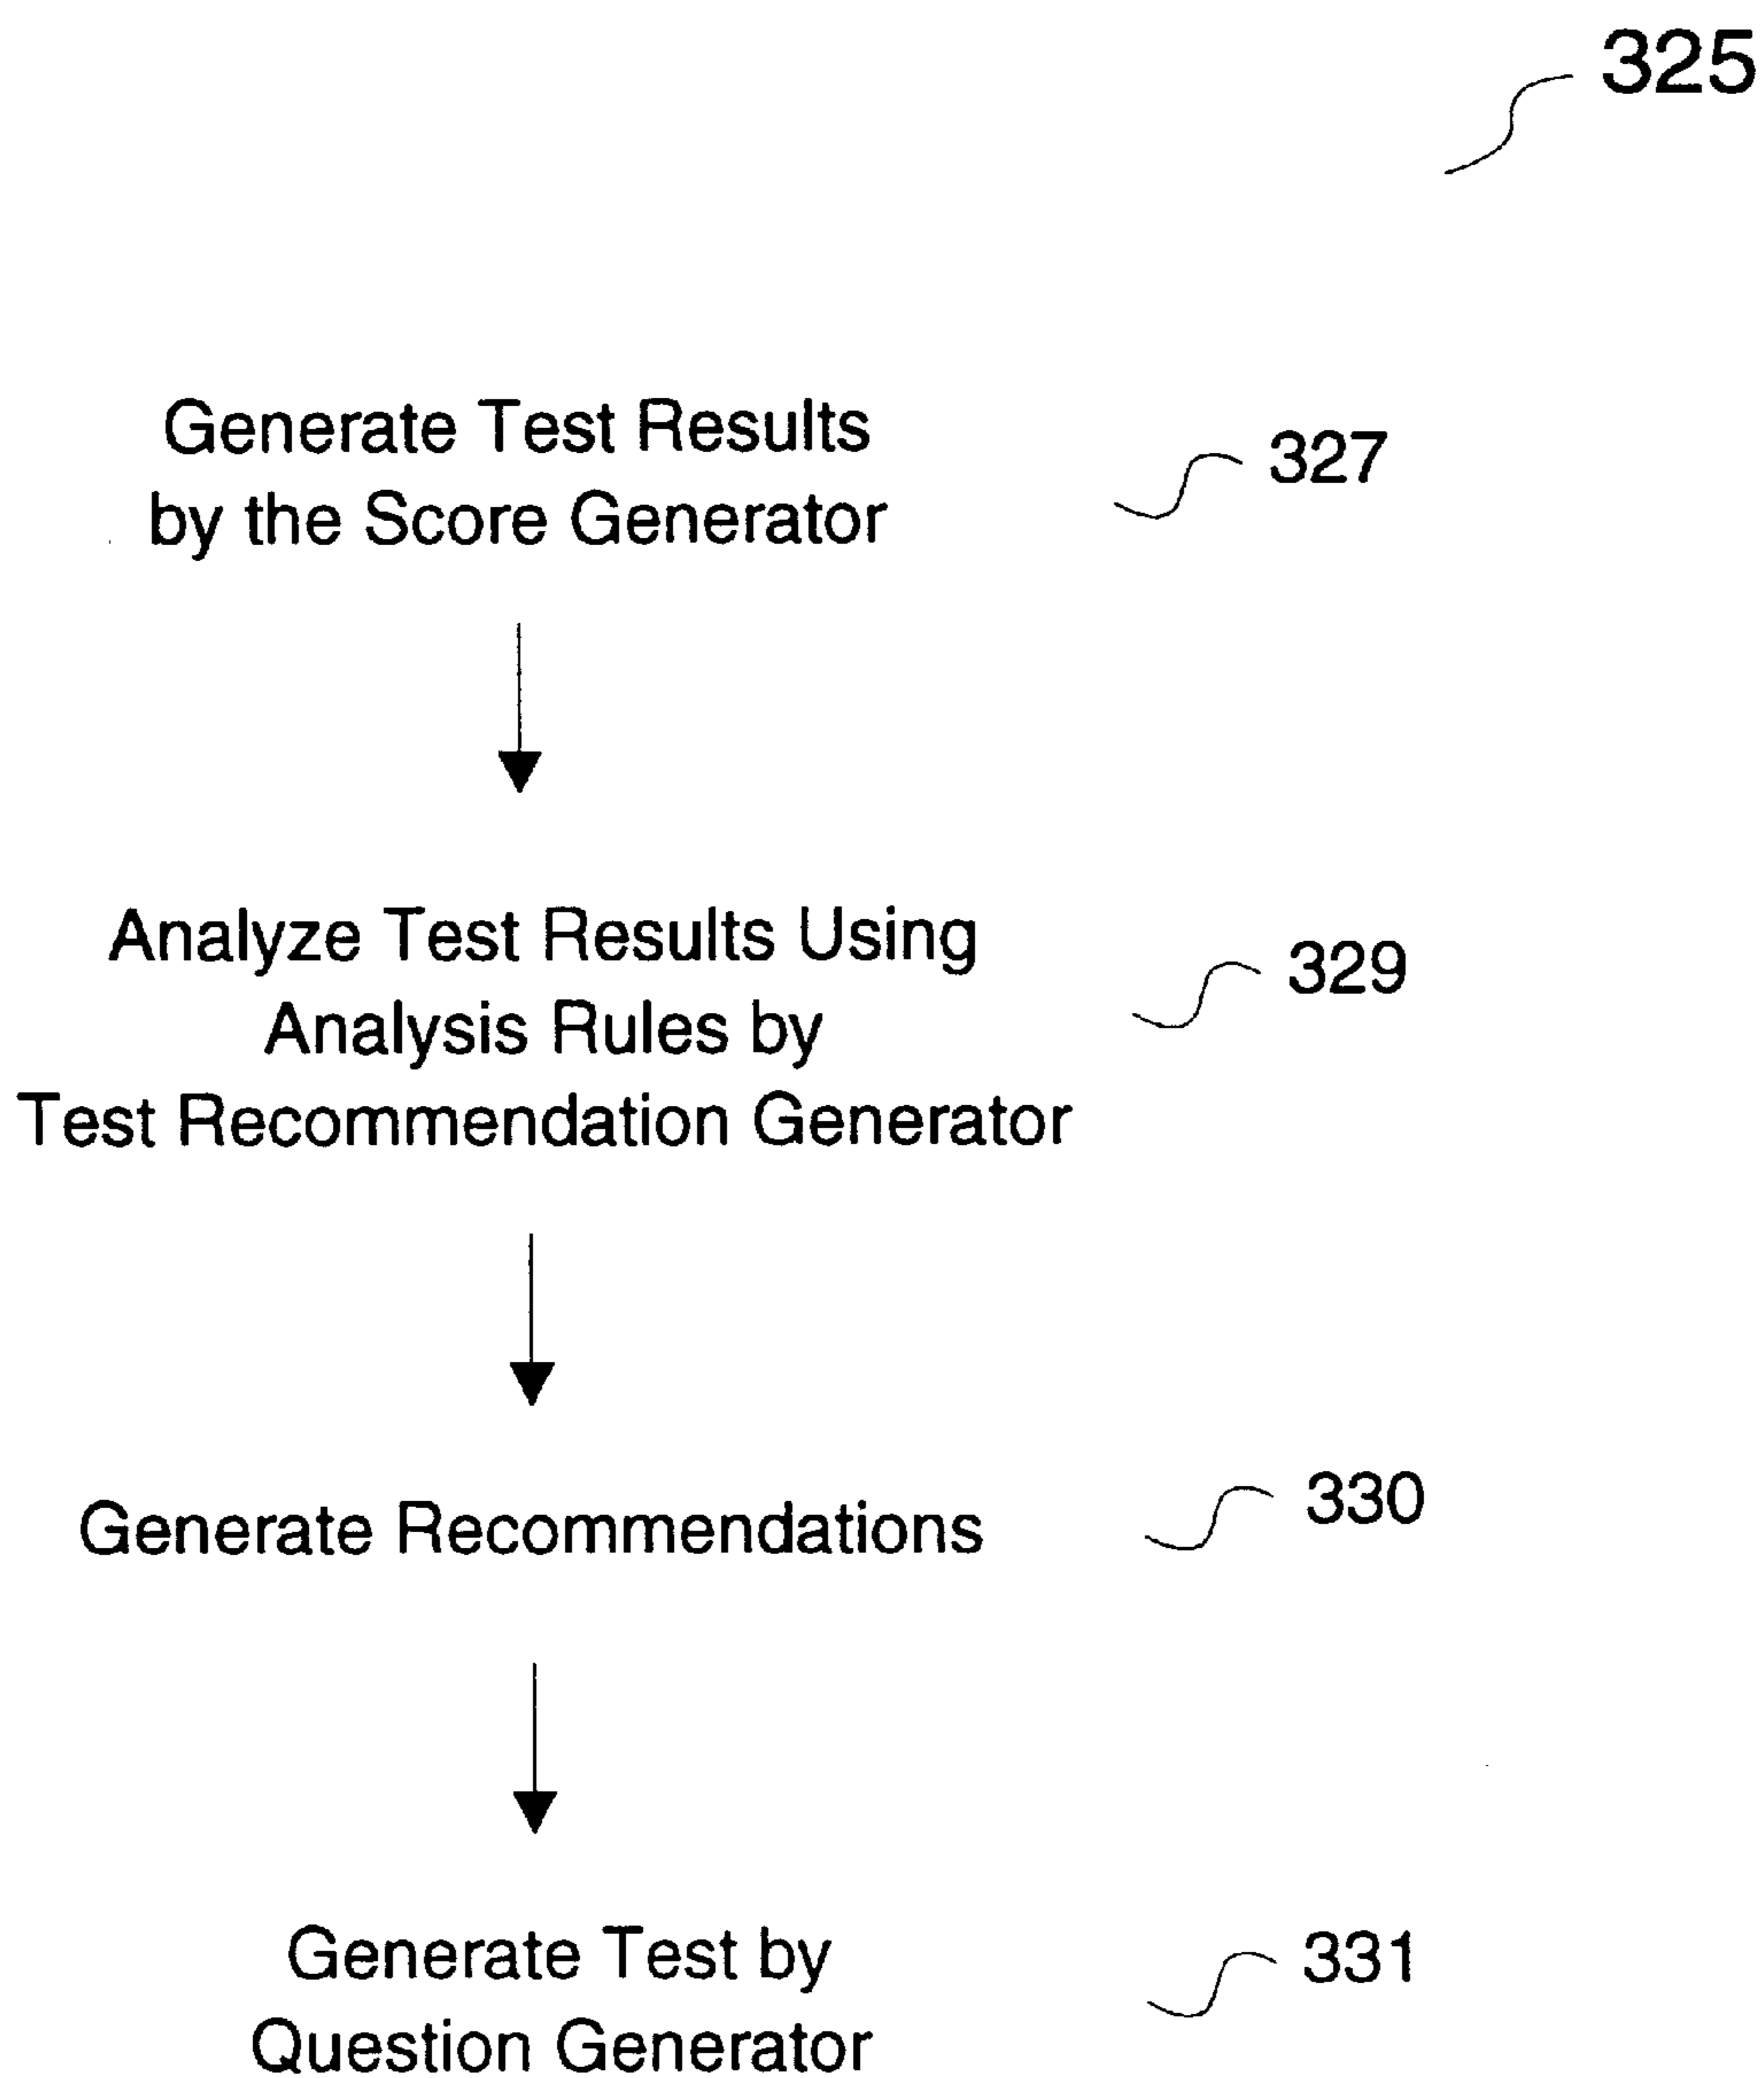 325
Generate Test Results
by the Score Generator
327
Analyze Test Results Using
Analysis Rules by
Test Recommendation Generator
329
Generate Recommendations
330
Generate Test by
Question Generator
331